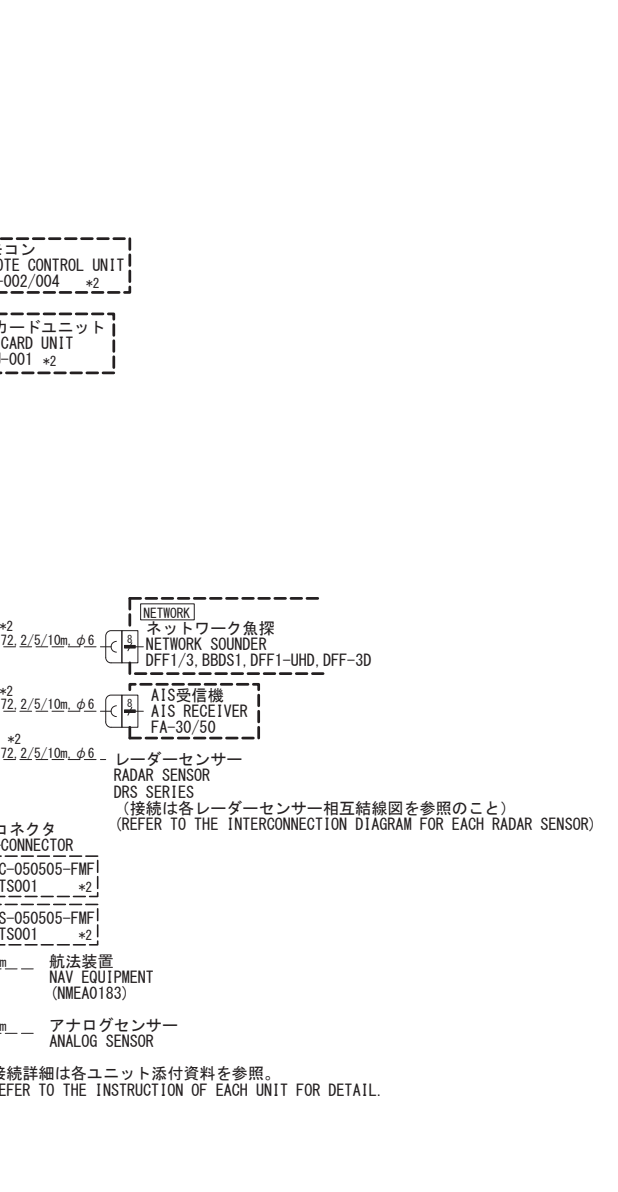 コン
OTE CONTROL UNIT
-002/004 *2
カードユニット
CARD UNIT
-001 *2
NETWORK
*2
ネットワーク魚探
72, 2/5/10m, φ6
8
NETWORK SOUNDER
DFF1/3, BBDS1, DFF1-UHD, DFF-3D
*2
AIS受信機
72, 2/5/10m, φ6
8
AIS RECEIVER
FA-30/50
*2
72, 2/5/10m, φ6
レーダーセンサー
RADAR SENSOR
DRS SERIES
(接続は各レーダーセンサー相互結線図を参照のこと)
(REFER TO THE INTERCONNECTION DIAGRAM FOR EACH RADAR SENSOR)
コネクタ
-CONNECTOR
C-050505-FMF
TS001 *2
S-050505-FMF
TS001 *2
m
航法装置
NAV EQUIPMENT
(NMEA0183)
m
アナログセンサー
ANALOG SENSOR
接続詳細は各ユニット添付資料を参照。
EFER TO THE INSTRUCTION OF EACH UNIT FOR DETAIL.